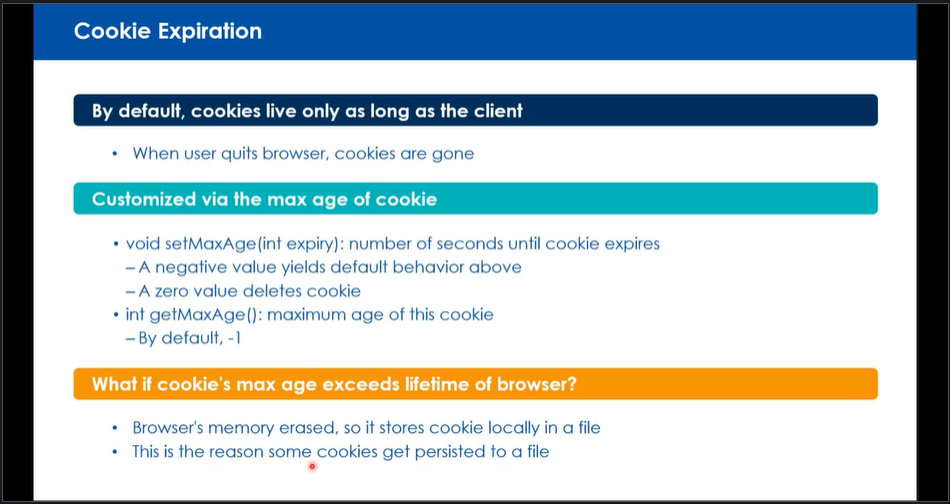 Cookie Expiration
By default, cookies live only as long as the client
• When user quits browser, cookies are gone
Customized via the max age of cookie
• void setMaxAge(int expiry): number of seconds until cookie expires
– A negative value yields default behavior above
– A zero value deletes cookie
• int getMaxAge(): maximum age of this cookie
– By default, -1
What if cookie's max age exceeds lifetime of browser?
• Browser's memory erased, so it stores cookie locally in a file
• This is the reason some cookies get persisted to a file